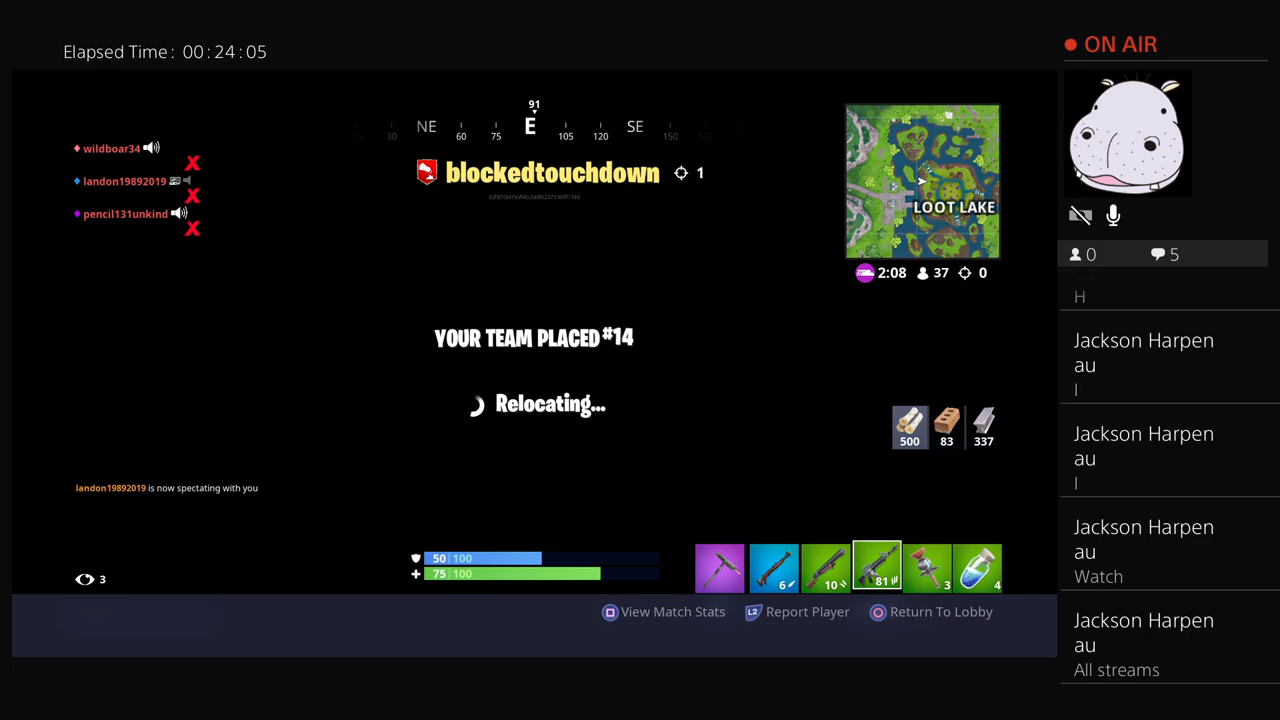 Elapsed Time: 00:24:05
ON AIR
91
30 NE 60 75 E 105 120 SE 150
wildboar34
landon19892019
pencil131unkind
blockedtouchdown 1
LOOT LAKE
2:08 37 0
0 5
H
Jackson Harpen
au
I
Jackson Harpen
au
I
Jackson Harpen
au
Watch
Jackson Harpen
au
All streams
YOUR TEAM PLACED #14
Relocating...
500 83 337
landon19892019 is now spectating with you
50 100
75 100
6 10 81 3 4
3
View Match Stats L2 Report Player Return To Lobby